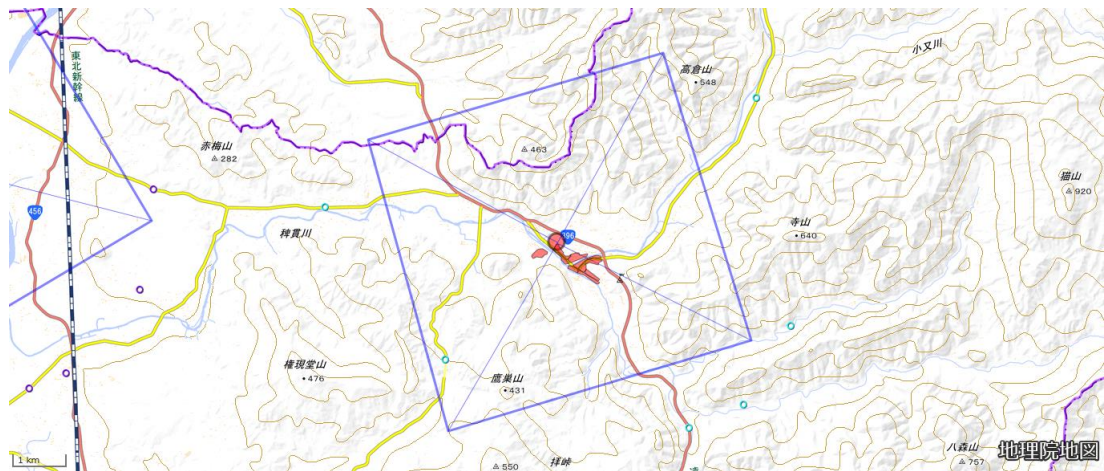 東北新幹線
小又川
高倉山
・548
赤梅山
282
463
猫山
920
456
稗貫川
396
寺山
・640
権現堂山
・476
鷹巣山
・431
八森山
757
550
拝峠
1 km
地理院地図